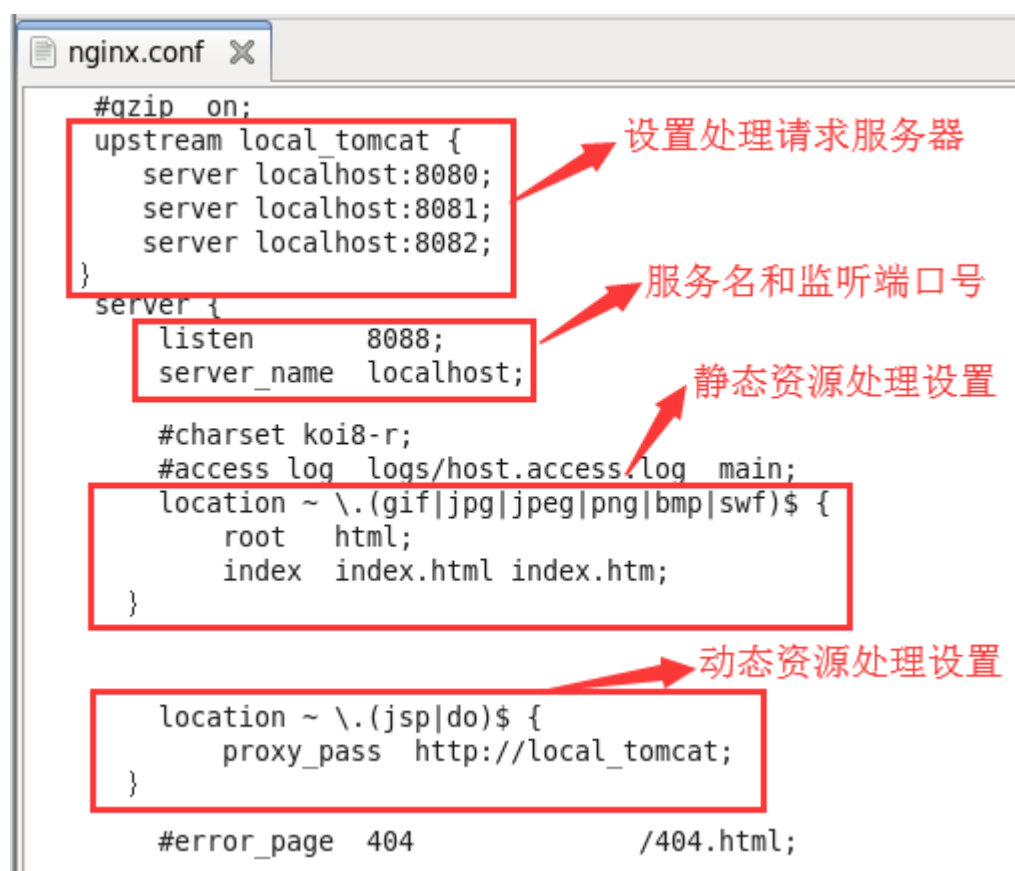 nginx.conf
#gzip on;
upstream local_tomcat {
设置处理请求服务器
server localhost:8080;
server localhost:8081;
server localhost:8082;
}
服务名和监听端口号
server {
listen 8088;
server_name localhost;
静态资源处理设置
#charset koi8-r;
#access_log logs/host.access.log main;
location ~ \.(gif|jpg|jpeg|png|bmp|swf)$ {
root html;
index index.html index.htm;
}
动态资源处理设置
location ~ \.(jsp|do)$ {
proxy_pass http://local_tomcat;
}
#error_page 404 /404.html;